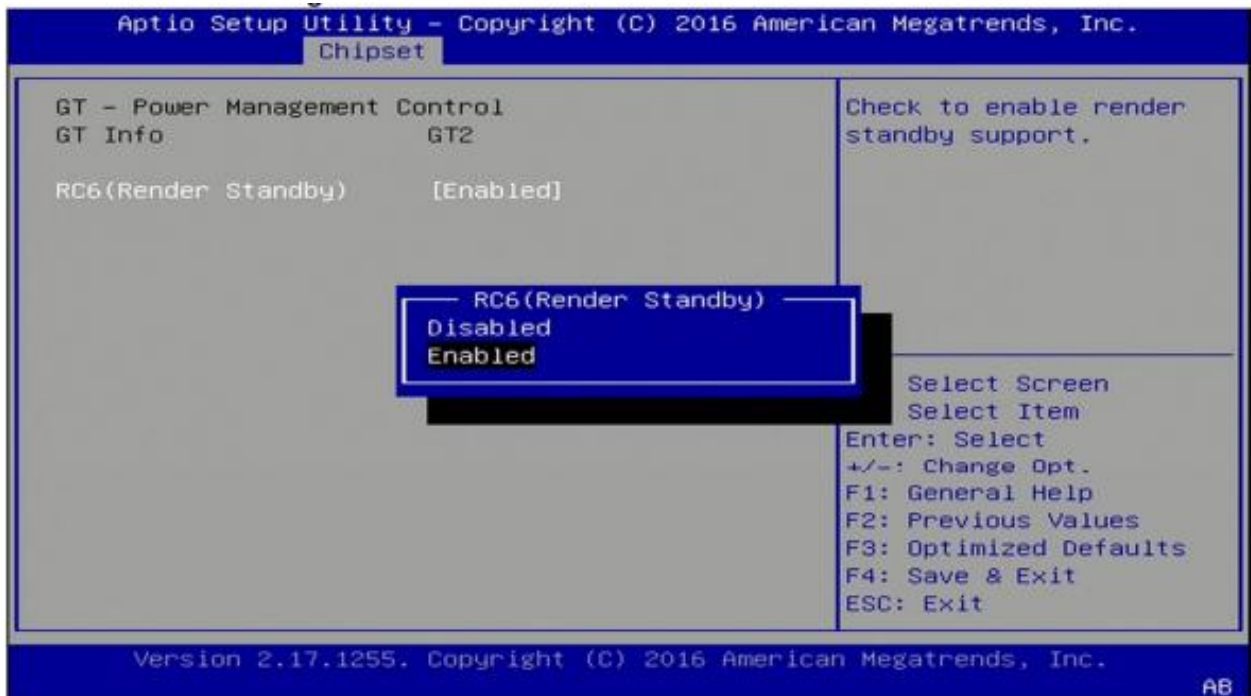 Aptio Setup Utility – Copyright (C) 2016 American Megatrends, Inc.
Chipset
GT – Power Management Control
GT Info GT2
RC6(Render Standby) [Enabled]
RC6(Render Standby)
Disabled
Enabled
Check to enable render
standby support.
Select Screen
Select Item
Enter: Select
+/-: Change Opt.
F1: General Help
F2: Previous Values
F3: Optimized Defaults
F4: Save & Exit
ESC: Exit
Version 2.17.1255. Copyright (C) 2016 American Megatrends, Inc.
AB